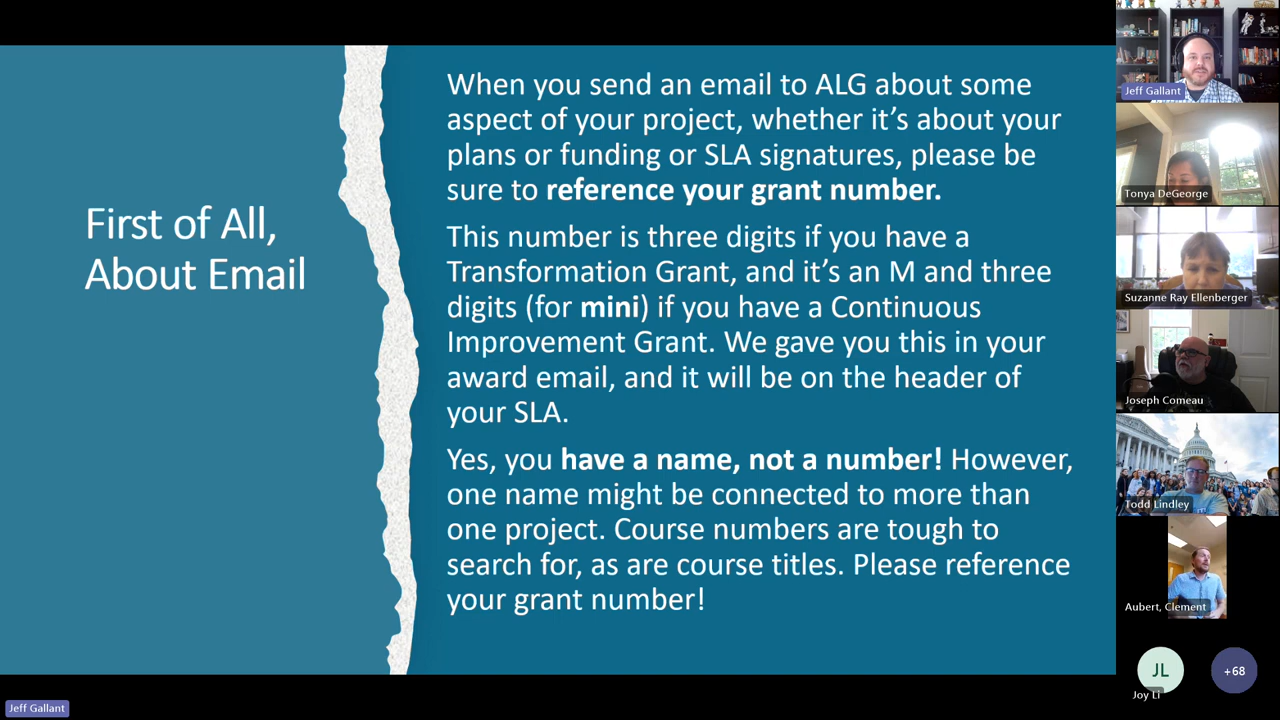 First of All,
About Email
When you send an email to ALG about some
aspect of your project, whether it’s about your
plans or funding or SLA signatures, please be
sure to reference your grant number.
This number is three digits if you have a
Transformation Grant, and it’s an M and three
digits (for mini) if you have a Continuous
Improvement Grant. We gave you this in your
award email, and it will be on the header of
your SLA.
Yes, you have a name, not a number! However,
one name might be connected to more than
one project. Course numbers are tough to
search for, as are course titles. Please reference
your grant number!
Jeff Gallant
Tonya DeGeorge
Suzanne Ray Ellenberger
Joseph Comeau
Todd Lindley
Aubert, Clement
JL
Joy Li
+68
Jeff Gallant